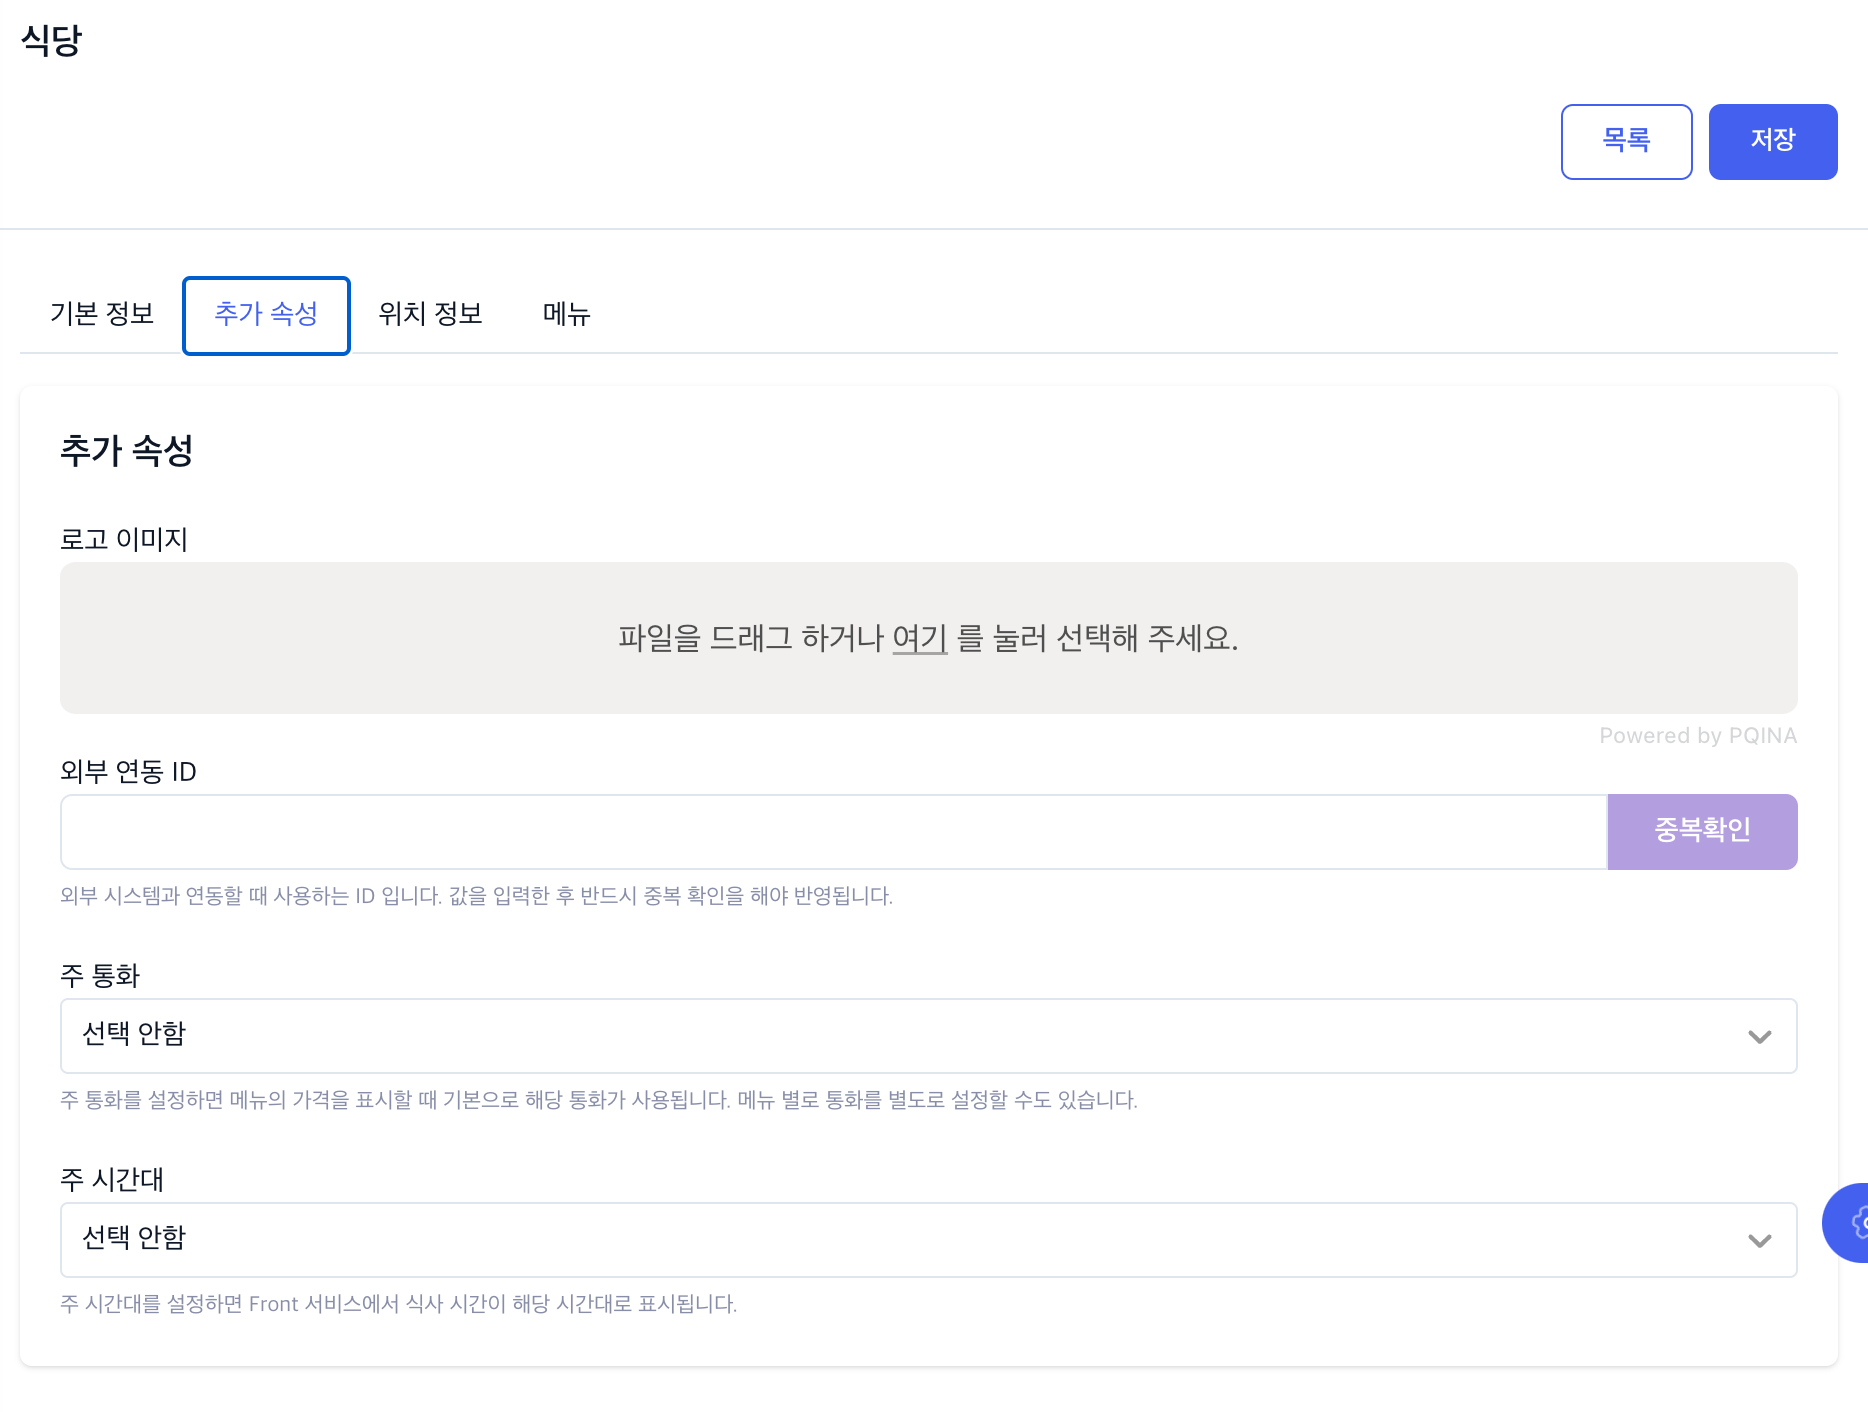 식당
목록
저장
기본 정보
추가 속성
위치 정보
메뉴
추가 속성
로고 이미지
파일을 드래그 하거나 여기 를 눌러 선택해 주세요.
Powered by PQINA
외부 연동 ID
중복확인
외부 시스템과 연동할 때 사용하는 ID 입니다. 값을 입력한 후 반드시 중복 확인을 해야 반영됩니다.
주 통화
선택 안함
주 통화를 설정하면 메뉴의 가격을 표시할 때 기본으로 해당 통화가 사용됩니다. 메뉴 별로 통화를 별도로 설정할 수도 있습니다.
주 시간대
선택 안함
주 시간대를 설정하면 Front 서비스에서 식사 시간이 해당 시간대로 표시됩니다.